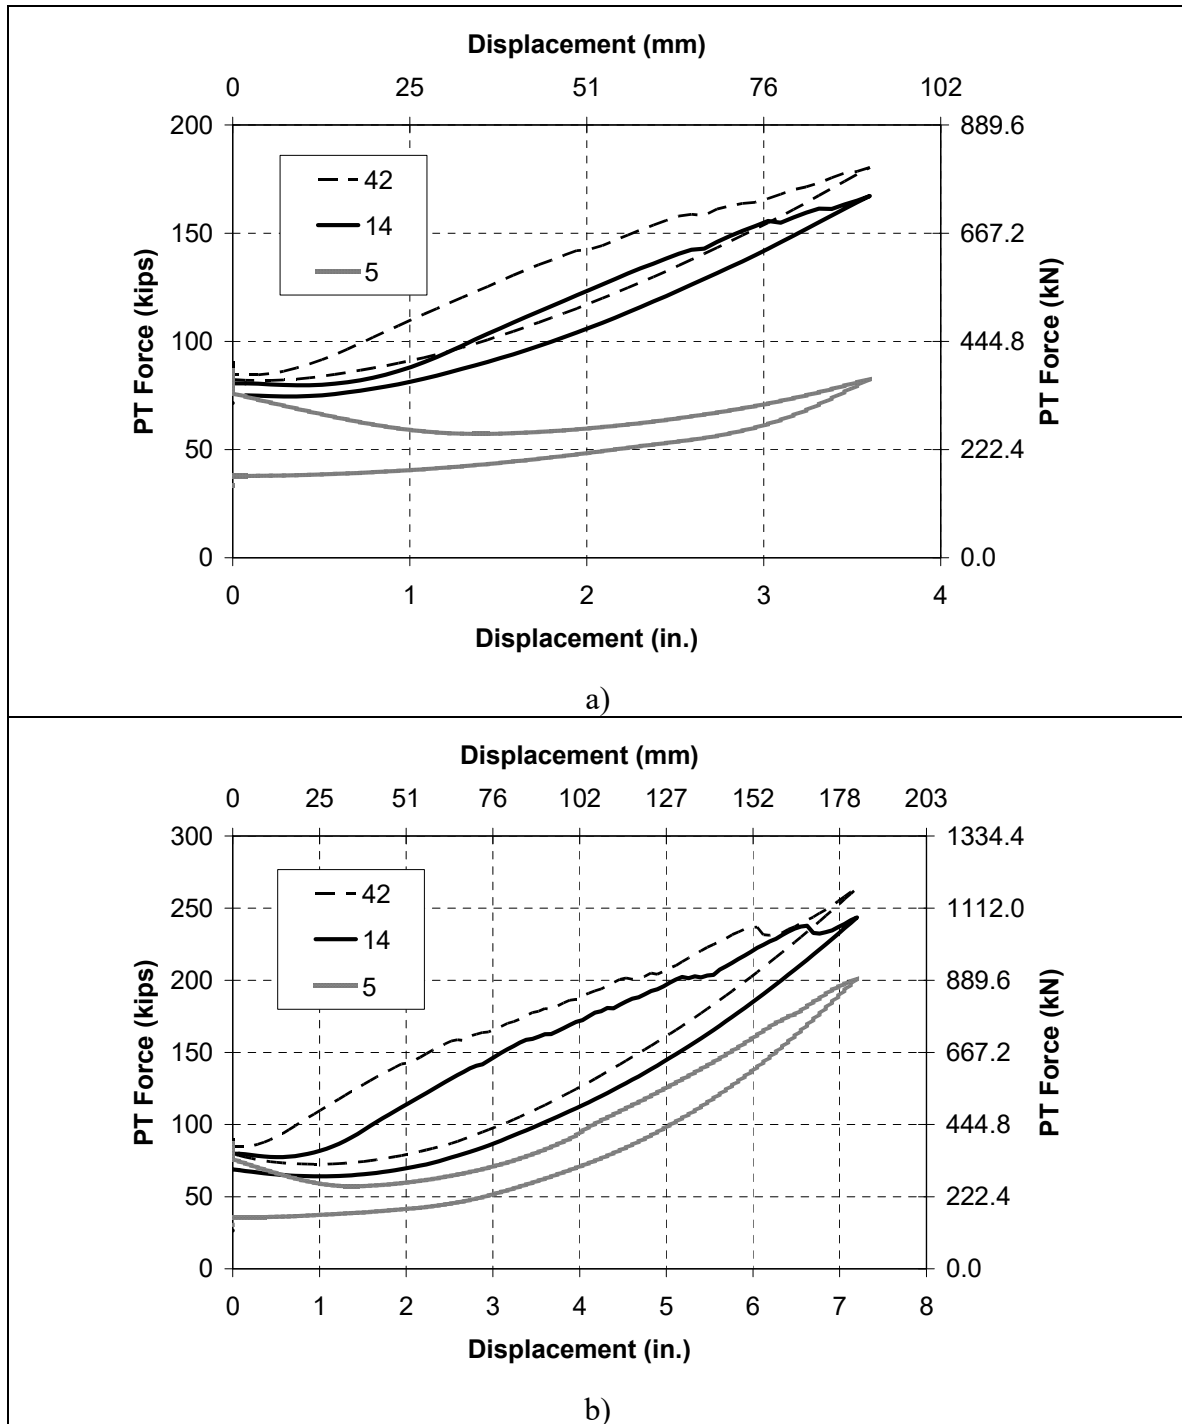 Displacement (mm)
0 25 51 76 102
200 889.6
42
14
5
150 667.2
100 444.8
50 222.4
0 0.0
PT Force (kips)
PT Force (kN)
0 1 2 3 4
Displacement (in.)
a)
Displacement (mm)
0 25 51 76 102 127 152 178 203
300 1334.4
42
14
5
250 1112.0
200 889.6
150 667.2
100 444.8
50 222.4
0 0.0
PT Force (kips)
PT Force (kN)
0 1 2 3 4 5 6 7 8
Displacement (in.)
b)